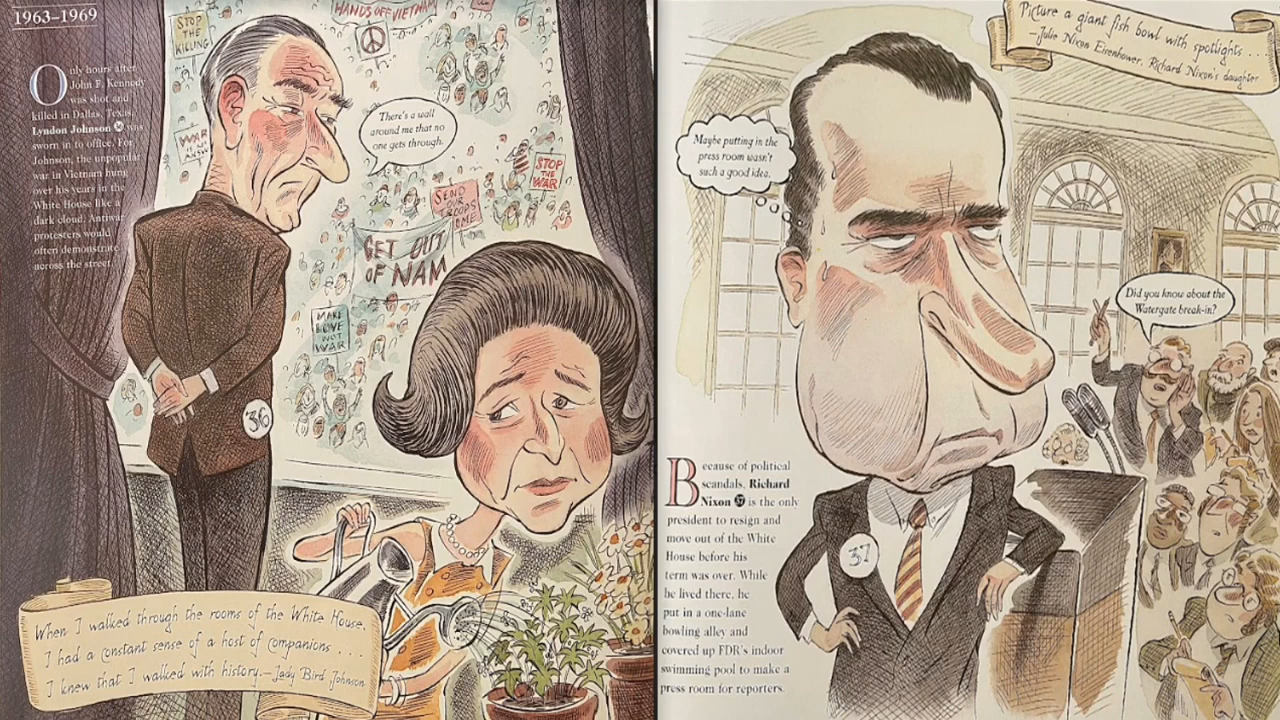 1963–1969
Only hours after
John F. Kennedy
was shot and
killed in Dallas, Texas,
Lyndon Johnson 36 was
sworn in to office. For
Johnson, the unpopular
war in Vietnam hung
over his years in the
White House like a
dark cloud. Antiwar
protesters would
often demonstrate
across the street.
STOP
THE
KILLING
HANDS OFF VIETNAM
WAR
There's a wall
around me that no
one gets through.
STOP
THE
WAR
SEND
OUR
TROOPS
HOME
GET OUT
OF NAM
MAKE
LOVE
NOT
WAR
36
When I walked through the rooms of the White House,
I had a constant sense of a host of companions . . .
I knew that I walked with history.—Lady Bird Johnson
Picture a giant fish bowl with spotlights . . .
—Julie Nixon Eisenhower, Richard Nixon's daughter
Maybe putting in the
press room wasn't
such a good idea.
Did you know about the
Watergate break-in?
37
Because of political
scandals, Richard
Nixon 37 is the only
president to resign and
move out of the White
House before his
term was over. While
he lived there, he
put in a one-lane
bowling alley and
covered up FDR's indoor
swimming pool to make a
press room for reporters.